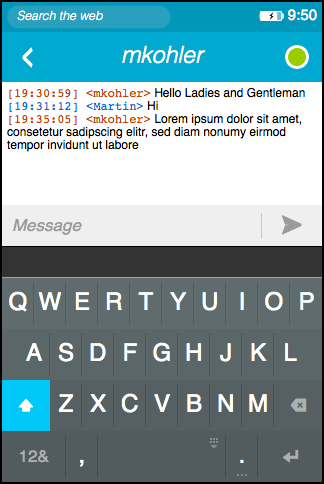 Search the web 9:50
mkohler
[19:30:59] <mkohler> Hello Ladies and Gentleman
[19:31:12] <Martin> Hi
[19:35:05] <mkohler> Lorem ipsum dolor sit amet,
consetetur sadipscing elitr, sed diam nonumy eirmod
tempor invidunt ut labore
Message
Q W E R T Y U I O P
A S D F G H J K L
Z X C V B N M
12& , .